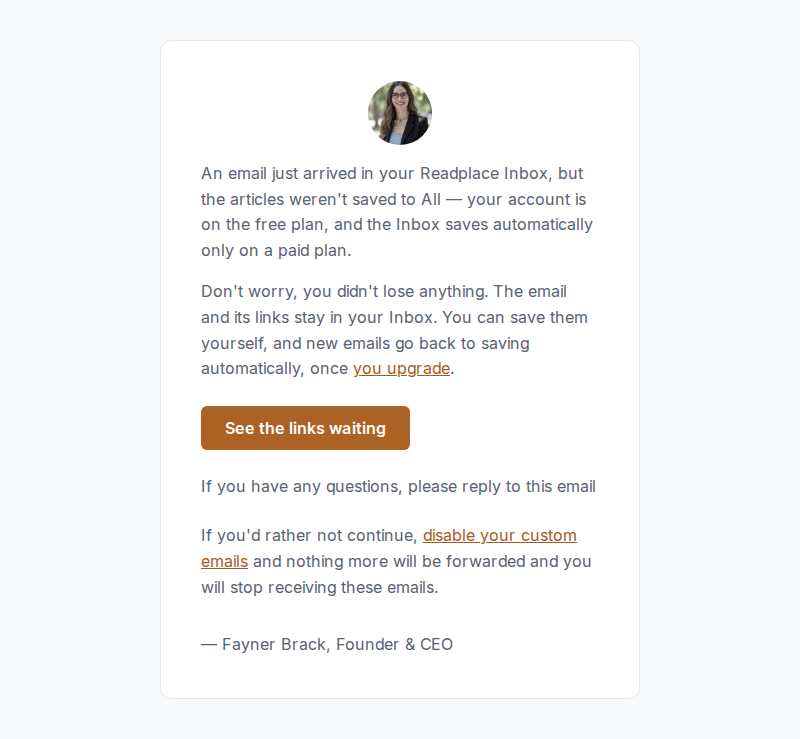 An email just arrived in your Readplace Inbox, but
the articles weren't saved to All — your account is
on the free plan, and the Inbox saves automatically
only on a paid plan.
Don't worry, you didn't lose anything. The email
and its links stay in your Inbox. You can save them
yourself, and new emails go back to saving
automatically, once you upgrade.
See the links waiting
If you have any questions, please reply to this email
If you'd rather not continue, disable your custom
emails and nothing more will be forwarded and you
will stop receiving these emails.
— Fayner Brack, Founder & CEO